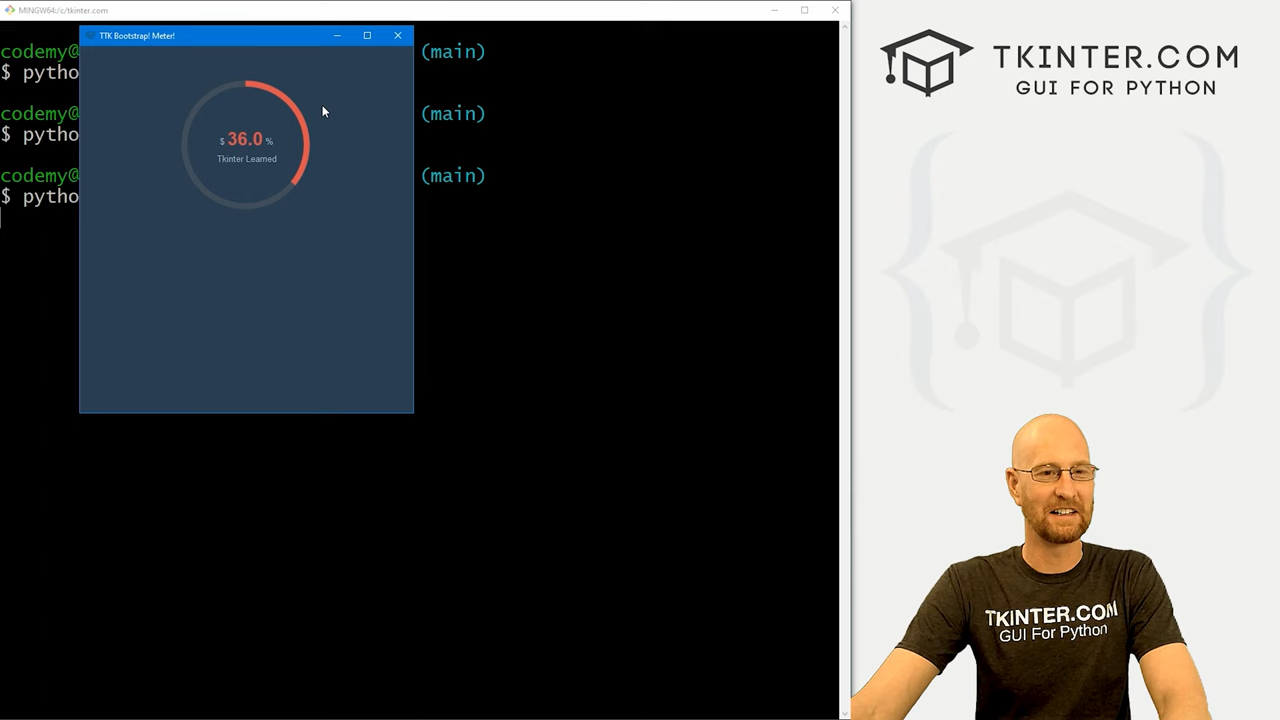 MINGW64:/c/tkinter.com
TTK Bootstrap! Meter!
codemy@ (main)
$ pytho
codemy@ (main)
$ pytho
codemy@ (main)
$ pytho
$ 36.0 %
Tkinter Learned
TKINTER.COM
GUI FOR PYTHON
TKINTER.COM
GUI For Python